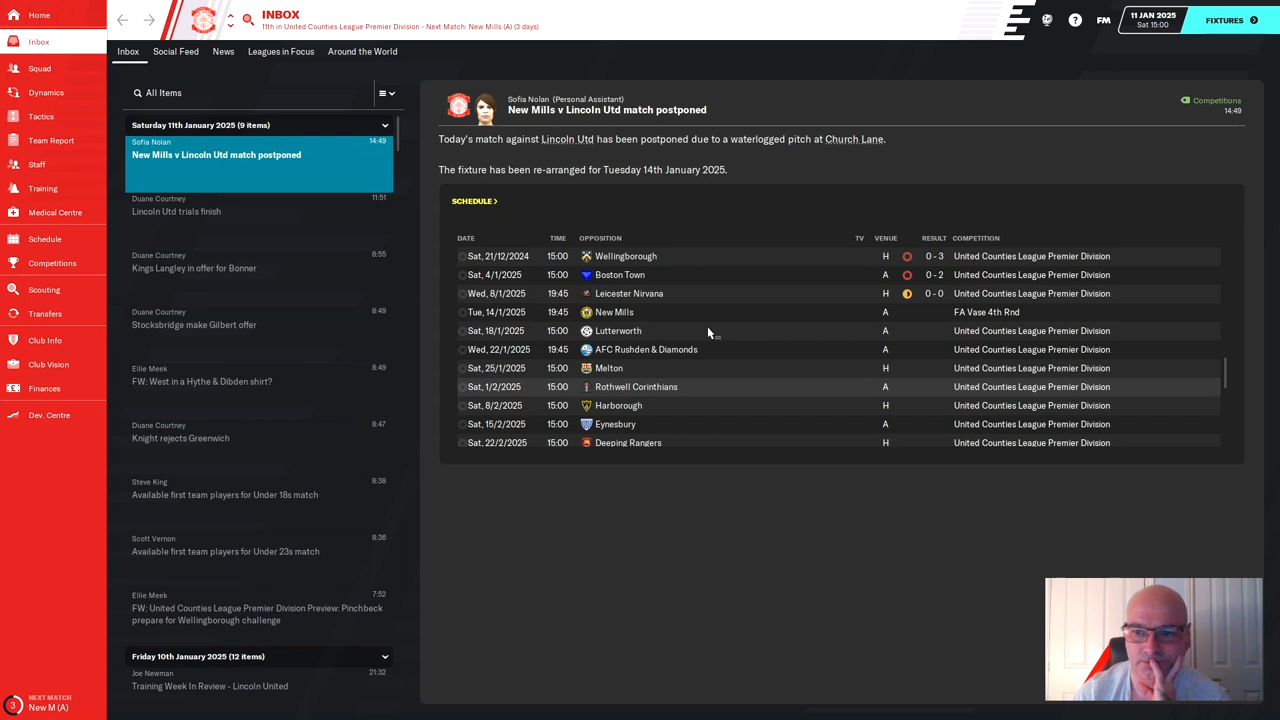 Home
Inbox
Squad
Dynamics
Tactics
Team Report
Staff
Training
Medical Centre
Schedule
Competitions
Scouting
Transfers
Club Info
Club Vision
Finances
Dev. Centre
3
NEXT MATCH
New M (A)
INBOX
11th in United Counties League Premier Division - Next Match: New Mills (A) (3 days)
?
FM
11 JAN 2025
Sat 15:00
FIXTURES
Inbox Social Feed News Leagues in Focus Around the World
All Items
Saturday 11th January 2025 (9 items)
Sofia Nolan 14:49
New Mills v Lincoln Utd match postponed
Duane Courtney 11:51
Lincoln Utd trials finish
Duane Courtney 8:55
Kings Langley in offer for Bonner
Duane Courtney 8:49
Stocksbridge make Gilbert offer
Ellie Meek 8:49
FW: West in a Hythe & Dibden shirt?
Duane Courtney 8:47
Knight rejects Greenwich
Steve King 8:38
Available first team players for Under 18s match
Scott Vernon 8:36
Available first team players for Under 23s match
Ellie Meek 7:52
FW: United Counties League Premier Division Preview: Pinchbeck
prepare for Wellingborough challenge
Friday 10th January 2025 (12 items)
Joe Newman 21:32
Training Week In Review - Lincoln United
Sofia Nolan (Personal Assistant)
New Mills v Lincoln Utd match postponed
Competitions
14:49
Today's match against Lincoln Utd has been postponed due to a waterlogged pitch at Church Lane.
The fixture has been re-arranged for Tuesday 14th January 2025.
SCHEDULE >
DATE TIME OPPOSITION TV VENUE RESULT COMPETITION
Sat, 21/12/2024 15:00 Wellingborough H 0 - 3 United Counties League Premier Division
Sat, 4/1/2025 15:00 Boston Town A 0 - 2 United Counties League Premier Division
Wed, 8/1/2025 19:45 Leicester Nirvana H 0 - 0 United Counties League Premier Division
Tue, 14/1/2025 19:45 New Mills A FA Vase 4th Rnd
Sat, 18/1/2025 15:00 Lutterworth A United Counties League Premier Division
Wed, 22/1/2025 19:45 AFC Rushden & Diamonds A United Counties League Premier Division
Sat, 25/1/2025 15:00 Melton H United Counties League Premier Division
Sat, 1/2/2025 15:00 Rothwell Corinthians A United Counties League Premier Division
Sat, 8/2/2025 15:00 Harborough H United Counties League Premier Division
Sat, 15/2/2025 15:00 Eynesbury A United Counties League Premier Division
Sat, 22/2/2025 15:00 Deeping Rangers H United Counties League Premier Division